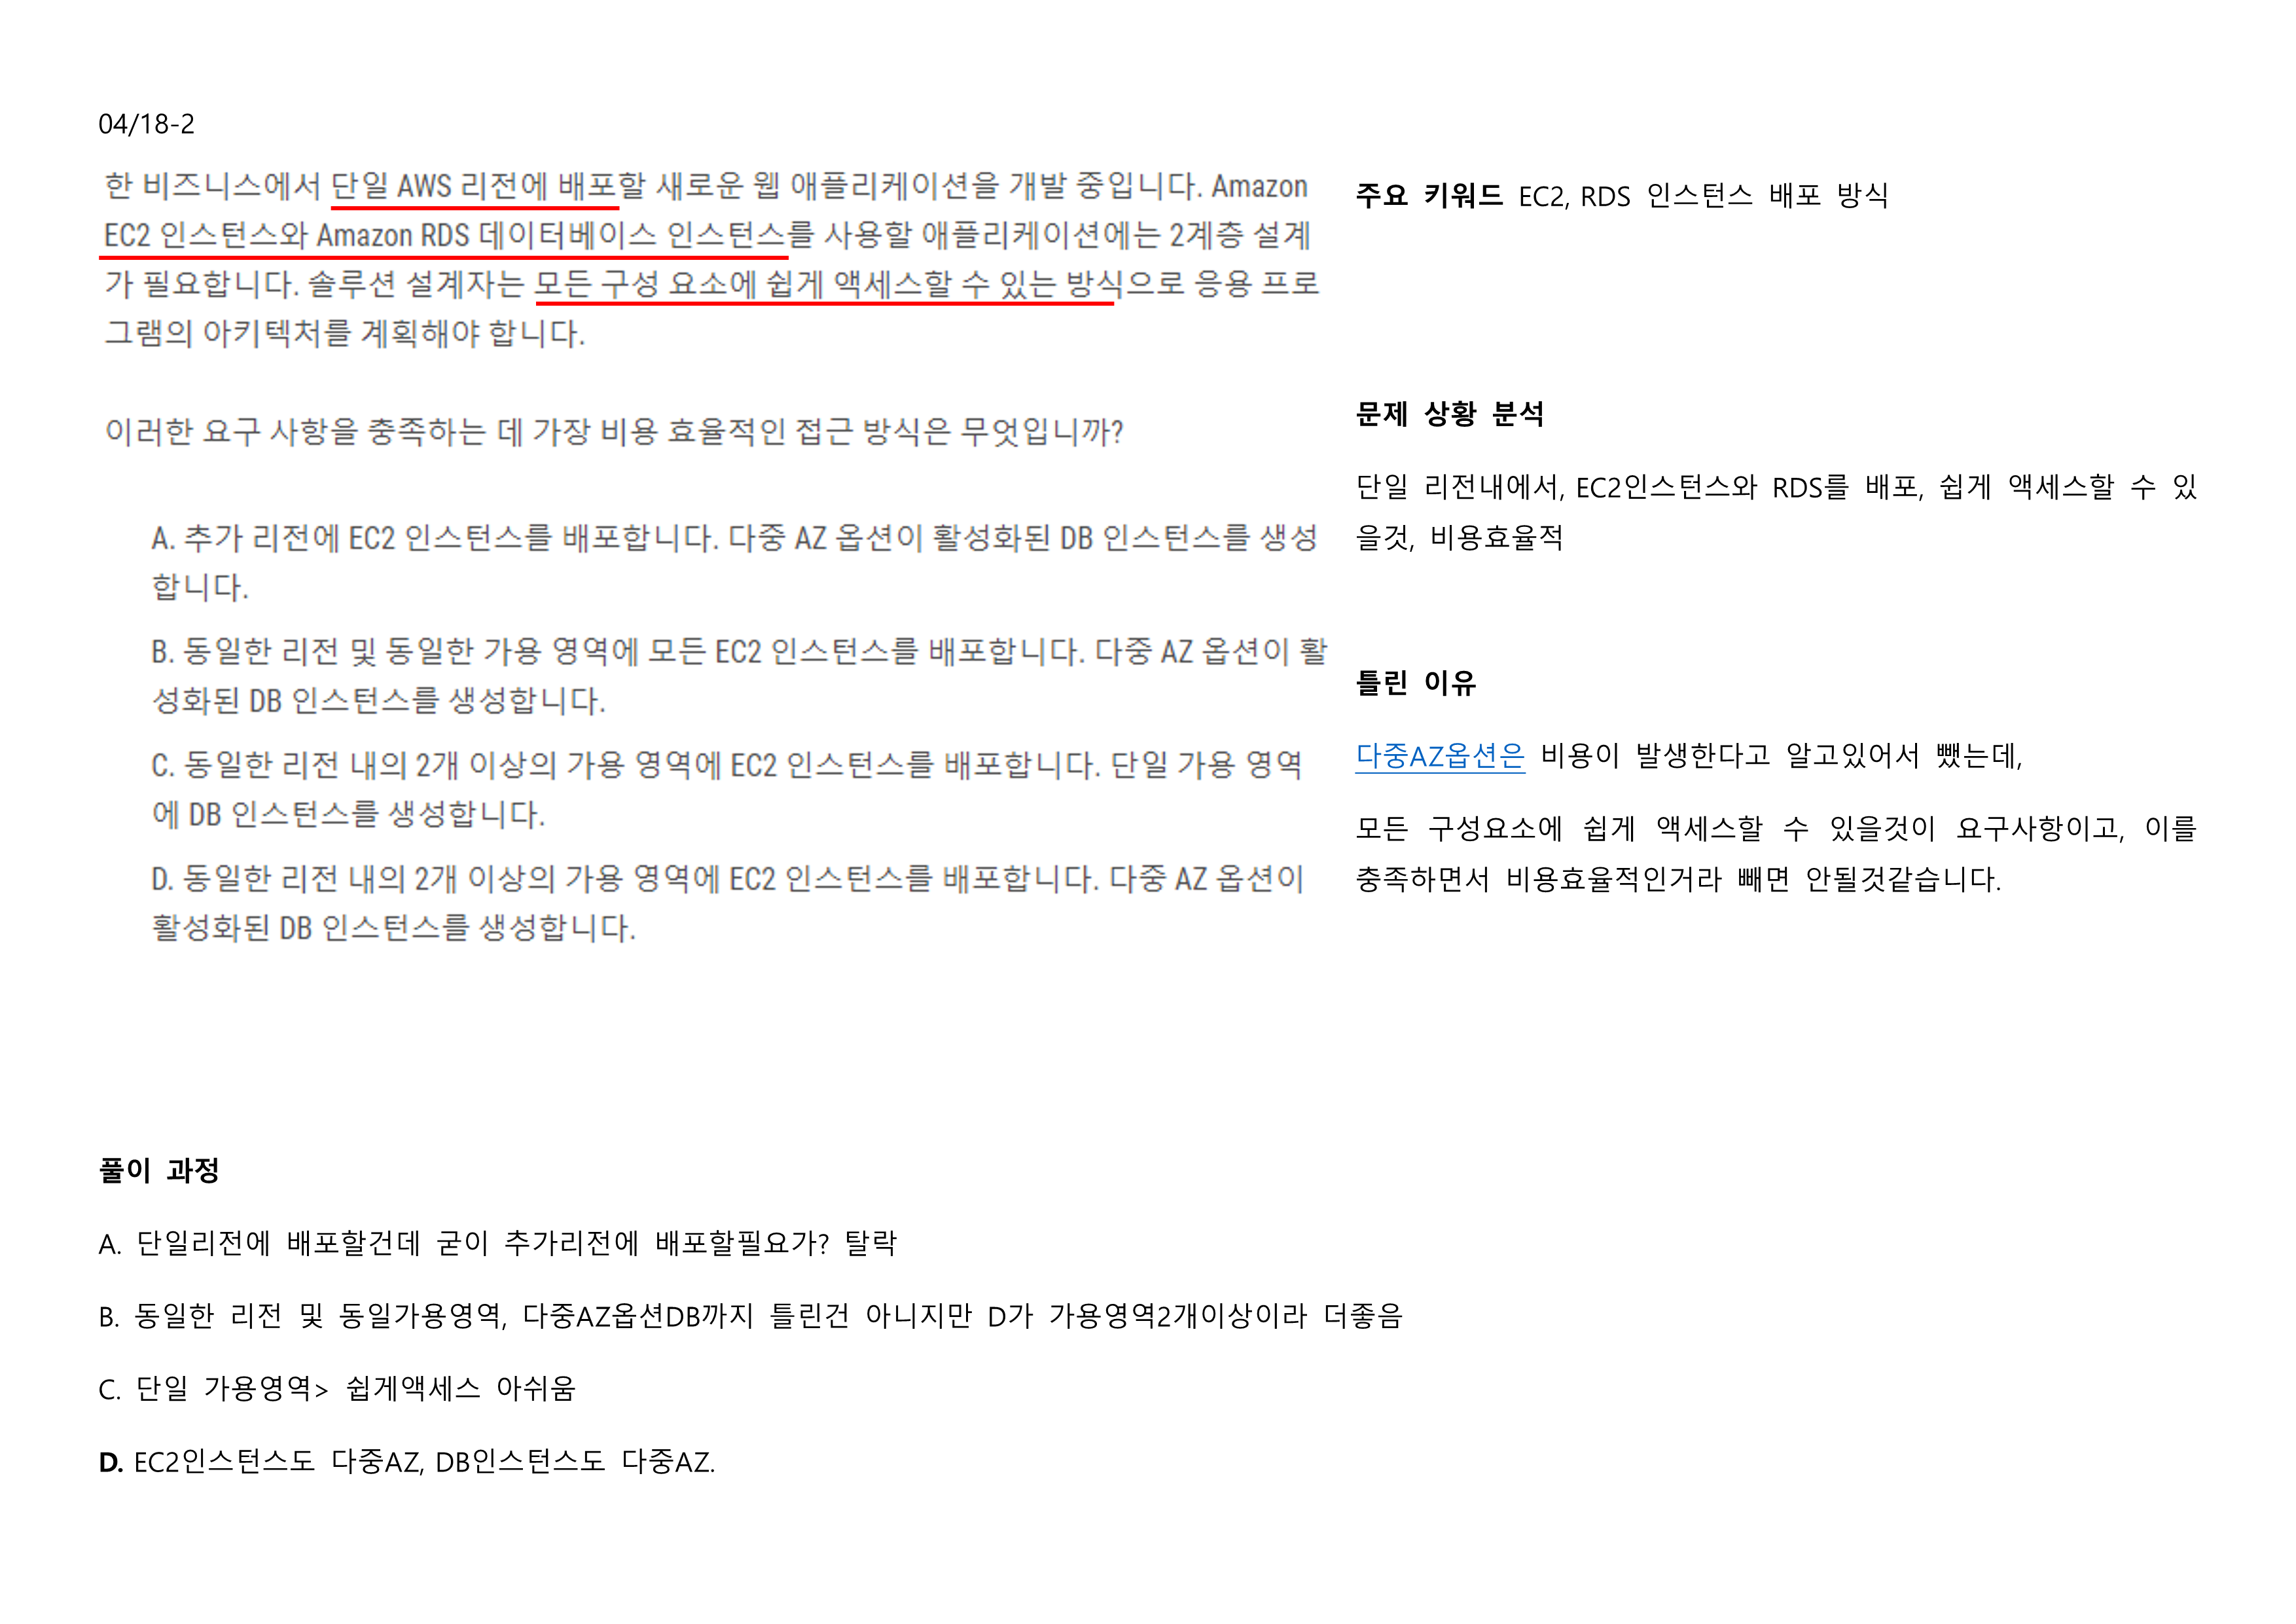 04/18-2
한 비즈니스에서 단일 AWS 리전에 배포할 새로운 웹 애플리케이션을 개발 중입니다. Amazon
EC2 인스턴스와 Amazon RDS 데이터베이스 인스턴스를 사용할 애플리케이션에는 2계층 설계
가 필요합니다. 솔루션 설계자는 모든 구성 요소에 쉽게 액세스할 수 있는 방식으로 응용 프로
그램의 아키텍처를 계획해야 합니다.
이러한 요구 사항을 충족하는 데 가장 비용 효율적인 접근 방식은 무엇입니까?
A. 추가 리전에 EC2 인스턴스를 배포합니다. 다중 AZ 옵션이 활성화된 DB 인스턴스를 생성
합니다.
B. 동일한 리전 및 동일한 가용 영역에 모든 EC2 인스턴스를 배포합니다. 다중 AZ 옵션이 활
성화된 DB 인스턴스를 생성합니다.
C. 동일한 리전 내의 2개 이상의 가용 영역에 EC2 인스턴스를 배포합니다. 단일 가용 영역
에 DB 인스턴스를 생성합니다.
D. 동일한 리전 내의 2개 이상의 가용 영역에 EC2 인스턴스를 배포합니다. 다중 AZ 옵션이
활성화된 DB 인스턴스를 생성합니다.
주요 키워드 EC2, RDS 인스턴스 배포 방식
문제 상황 분석
단일 리전내에서, EC2인스턴스와 RDS를 배포, 쉽게 액세스할 수 있
을것, 비용효율적
틀린 이유
다중AZ옵션은 비용이 발생한다고 알고있어서 뺐는데,
모든 구성요소에 쉽게 액세스할 수 있을것이 요구사항이고, 이를
충족하면서 비용효율적인거라 빼면 안될것같습니다.
풀이 과정
A. 단일리전에 배포할건데 굳이 추가리전에 배포할필요가? 탈락
B. 동일한 리전 및 동일가용영역, 다중AZ옵션DB까지 틀린건 아니지만 D가 가용영역2개이상이라 더좋음
C. 단일 가용영역> 쉽게액세스 아쉬움
D. EC2인스턴스도 다중AZ, DB인스턴스도 다중AZ.